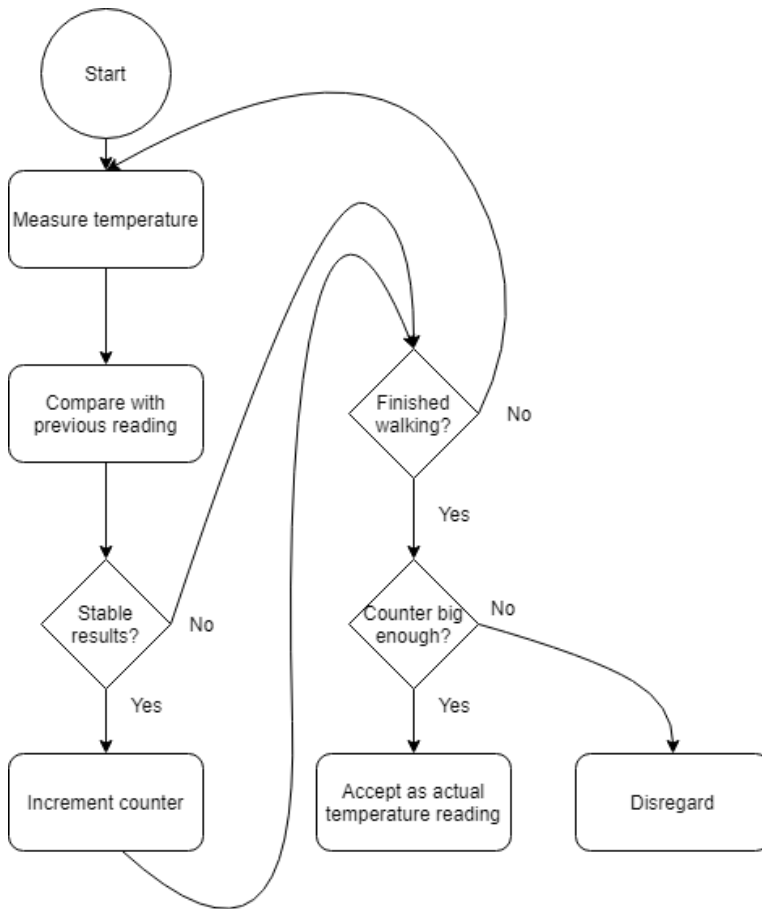 Start
Measure temperature
Compare with
previous reading
Stable
results?
No
Yes
Increment counter
Finished
walking?
No
Yes
Counter big
enough?
No
Yes
Accept as actual
temperature reading
Disregard